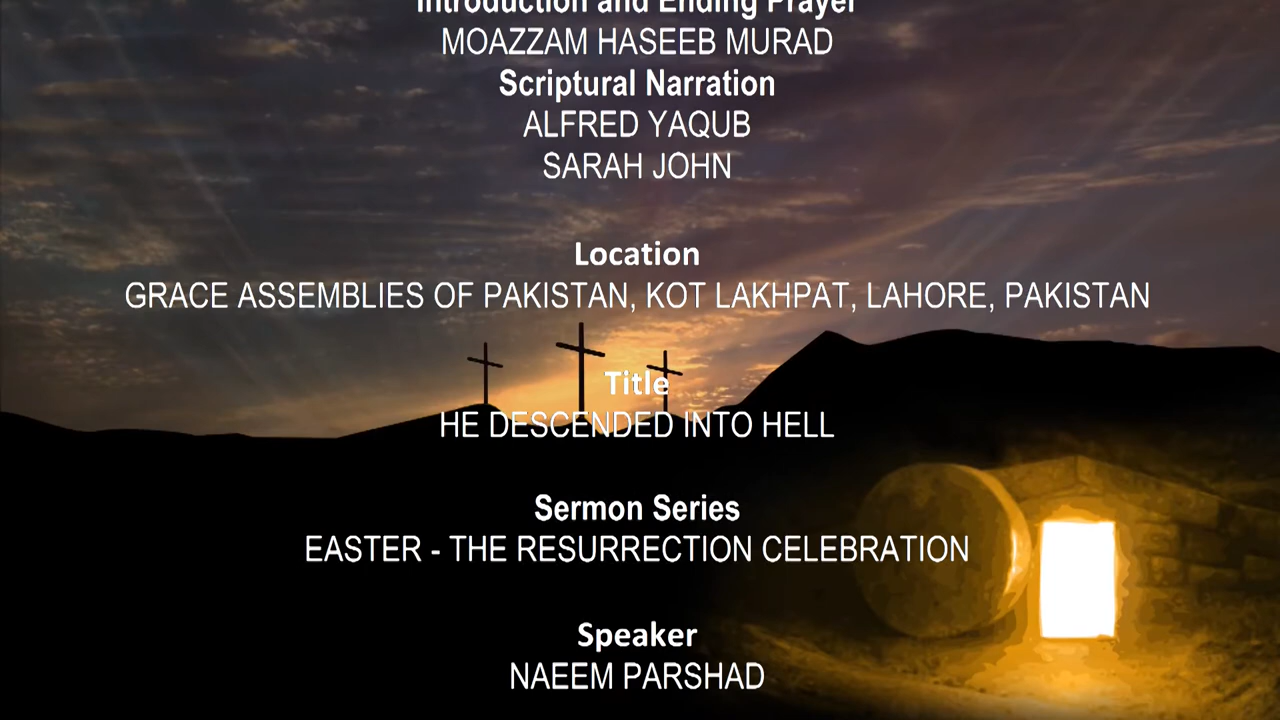 Introduction and Ending Prayer
MOAZZAM HASEEB MURAD
Scriptural Narration
ALFRED YAQUB
SARAH JOHN
Location
GRACE ASSEMBLIES OF PAKISTAN, KOT LAKHPAT, LAHORE, PAKISTAN
Title
HE DESCENDED INTO HELL
Sermon Series
EASTER - THE RESURRECTION CELEBRATION
Speaker
NAEEM PARSHAD